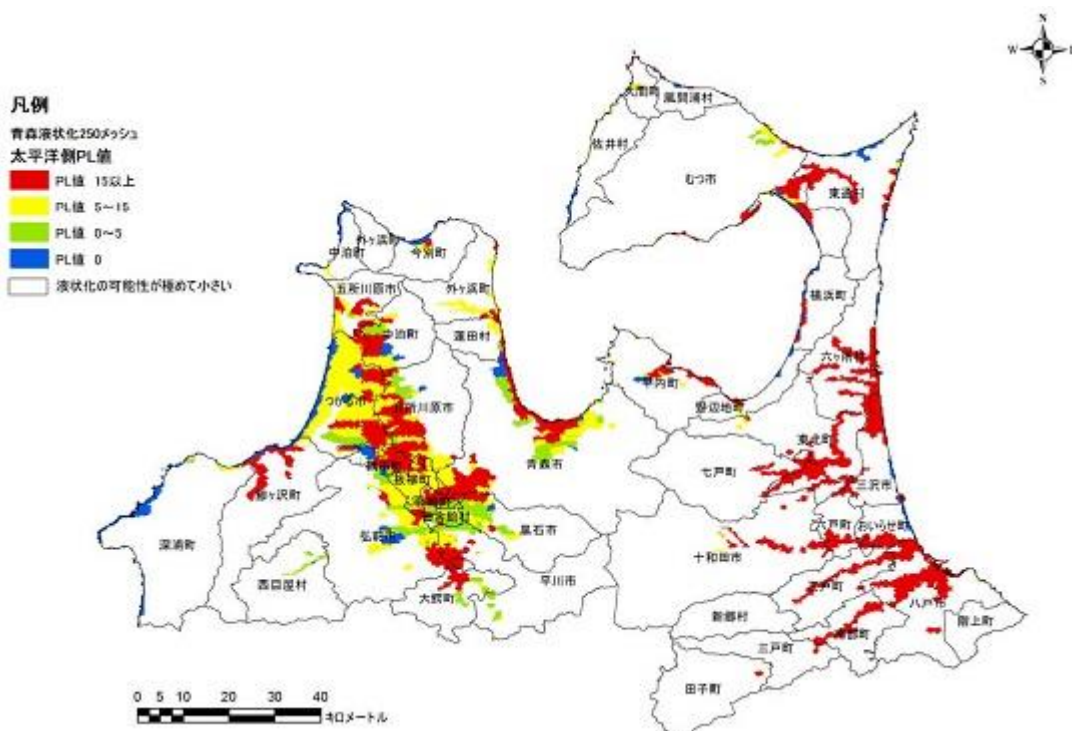 N
W
S
凡例
青森液状化250メッシュ
太平洋側PL値
PL値 15以上
PL値 5～15
PL値 0～5
PL値 0
液状化の可能性が極めて小さい
大間町
風間浦村
佐井村
むつ市
東通村
外ヶ浜町
中泊町
今別町
五所川原市
外ヶ浜町
横浜町
中泊町
蓬田村
六ヶ所村
平内町
つがる市
五所川原市
野辺地町
東北町
青森市
七戸町
板柳町
三沢市
鰺ヶ沢町
田舎館村
六戸町
おいらせ町
黒石市
深浦町
弘前市
十和田市
西目屋村
平川市
五戸町
大鰐町
八戸市
新郷村
階上町
南部町
三戸町
田子町
0 5 10 20 30 40
キロメートル